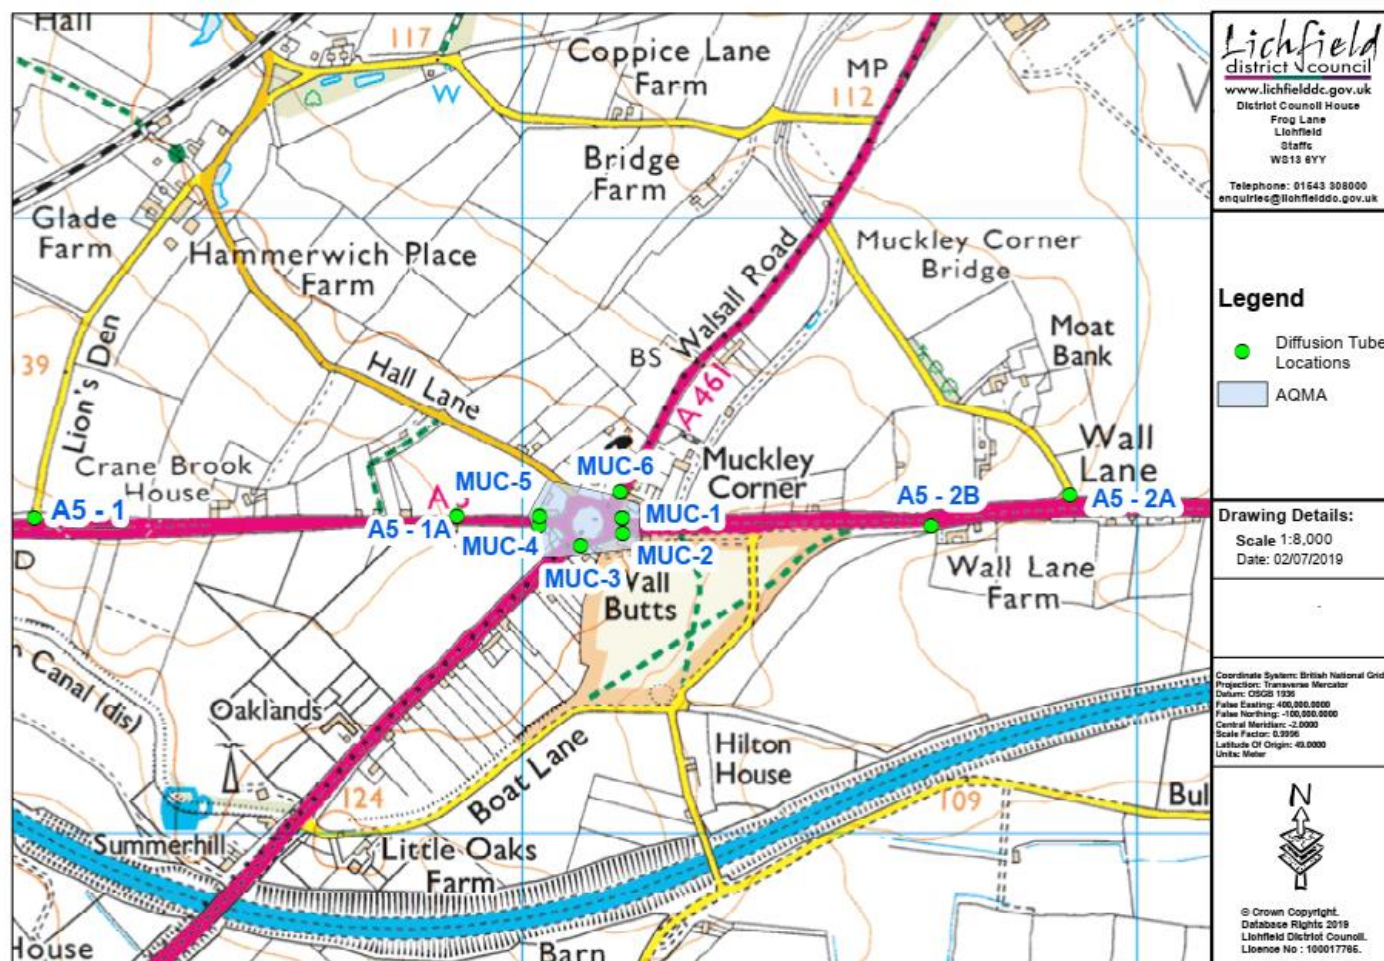 Hall
117
Coppice Lane
Farm
MP
112
W
Bridge
Farm
Glade
Farm
Hammerwich Place
Farm
Muckley Corner
Bridge
Walsall Road
Lion's Den
39
Hall Lane
BS
A 461
Moat
Bank
Crane Brook
House
MUC-5
MUC-6
Muckley
Corner
Wall
Lane
A5 - 1
A5 - 1A
MUC-4
MUC-1
A5 - 2B
A5 - 2A
MUC-3
MUC-2
D
Wall
Butts
Wall Lane
Farm
n Canal (dis)
Oaklands
Boat Lane
Hilton
House
124
109
Bul
Summerhill
Little Oaks
Farm
House
Barn
Lichfield
district council
www.lichfielddc.gov.uk
District Council House
Frog Lane
Lichfield
Staffs
WS13 6YY
Telephone: 01543 308000
enquiries@lichfielddc.gov.uk
Legend
Diffusion Tube
Locations
AQMA
Drawing Details:
Scale 1:8,000
Date: 02/07/2019
Coordinate System: British National Grid
Projection: Transverse Mercator
Datum: OSGB 1936
False Easting: 400,000.0000
False Northing: -100,000.0000
Central Meridian: -2.0000
Scale Factor: 0.9996
Latitude Of Origin: 49.0000
Units: Meter
N
© Crown Copyright.
Database Rights 2019
Lichfield District Council.
Licence No : 100017765.